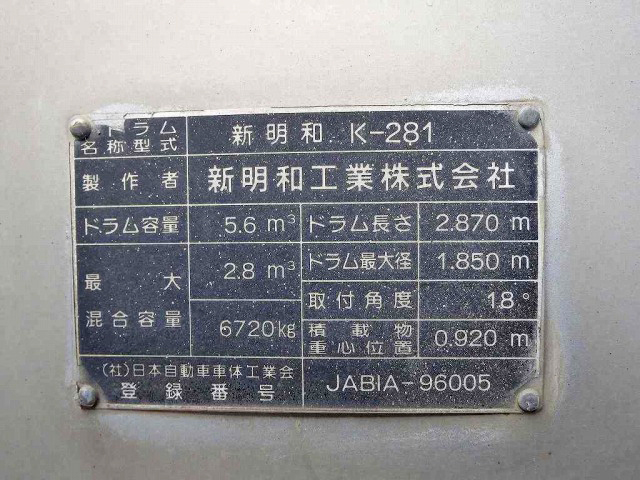 ドラム
名称型式
新明和 K-281
製作者
新明和工業株式会社
ドラム容量
5.6 m³
ドラム長さ
2.870 m
最大
混合容量
2.8 m³
6720kg
ドラム最大径
1.850 m
取付角度
18°
積載物
重心位置
0.920 m
(社)日本自動車車体工業会
登録番号
JABIA-96005